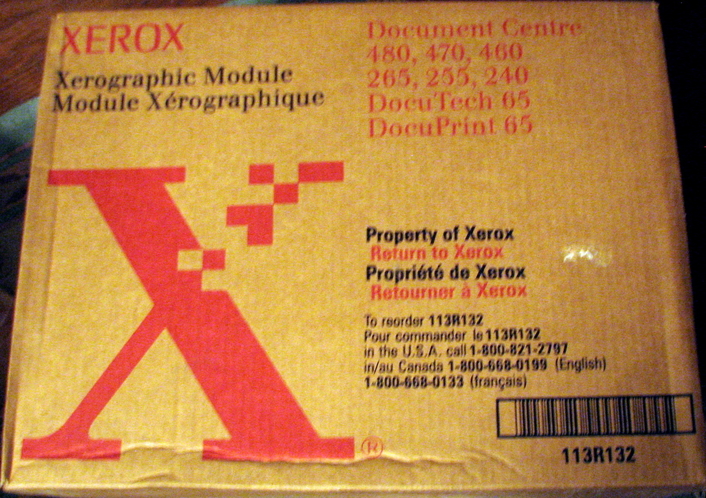 XEROX
Xerographic Module
Module Xérographique
Document Centre
480, 470, 460
265, 255, 240
DocuTech 65
DocuPrint 65
X
®
Property of Xerox
Return to Xerox
Propriété de Xerox
Retourner à Xerox
To reorder 113R132
Pour commander le 113R132
in the U.S.A. call 1-800-821-2797
in/au Canada 1-800-668-0199 (English)
1-800-668-0133 (français)
113R132